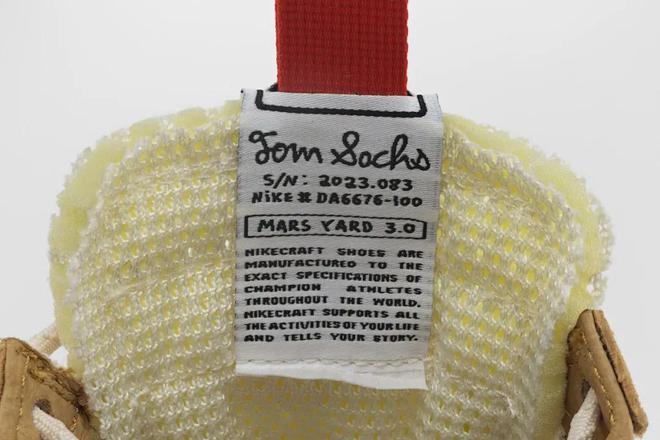 Tom Sachs
S/N: 2023.083
NIKE # DA6676-100
MARS YARD 3.0
NIKECRAFT SHOES ARE
MANUFACTURED TO THE
EXACT SPECIFICATIONS OF
CHAMPION ATHLETES
THROUGHOUT THE WORLD.
NIKECRAFT SUPPORTS ALL
THE ACTIVITIES OF YOUR LIFE
AND TELLS YOUR STORY.